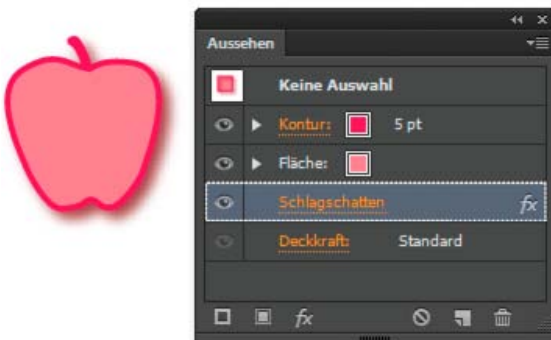 Aussehen
Keine Auswahl
Kontur: 5 pt
Fläche:
Schlagschatten fx
Deckkraft: Standard
fx